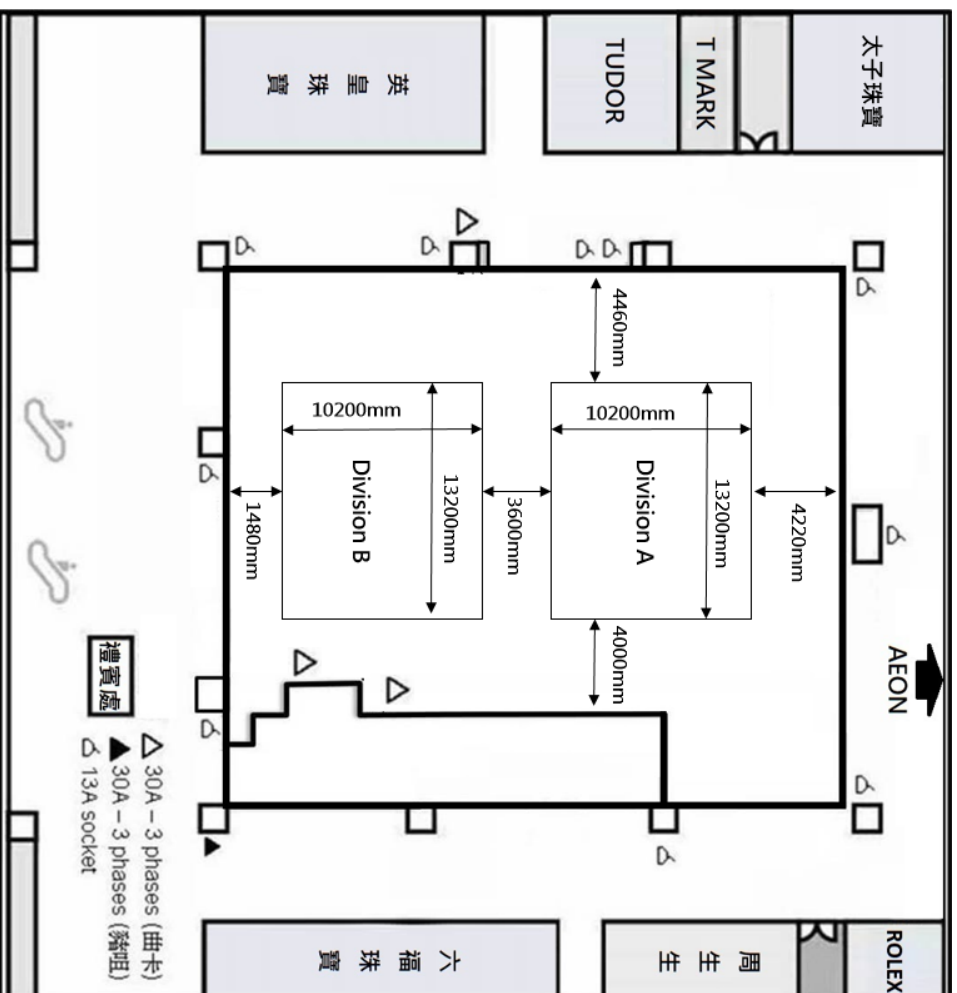 英皇珠寶
TUDOR
T MARK
太子珠寶
4460mm
10200mm
10200mm
Division B
13200mm
Division A
13200mm
1480mm
3600mm
4220mm
4000mm
AEON
禮賓處
30A – 3 phases (曲卡)
30A – 3 phases (豬咀)
13A socket
六福珠寶
周生生
ROLEX